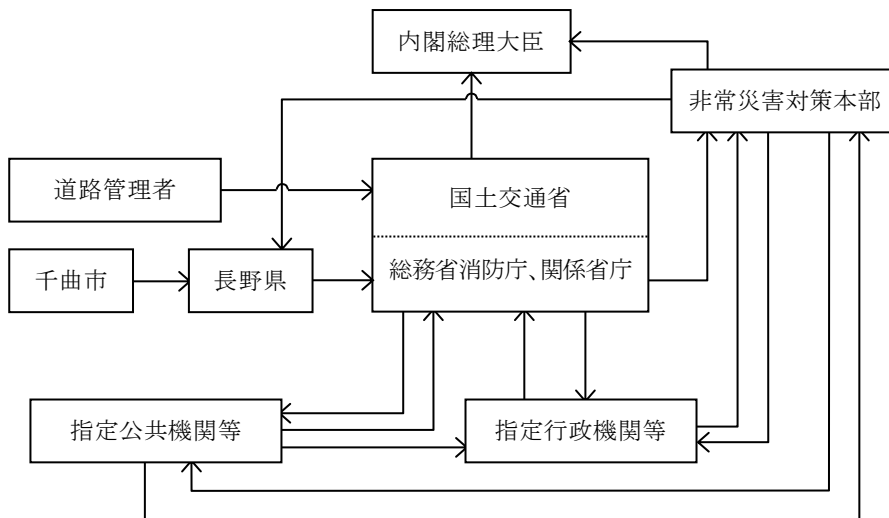 内閣総理大臣
非常災害対策本部
道路管理者
国土交通省
千曲市
長野県
総務省消防庁、関係省庁
指定公共機関等
指定行政機関等